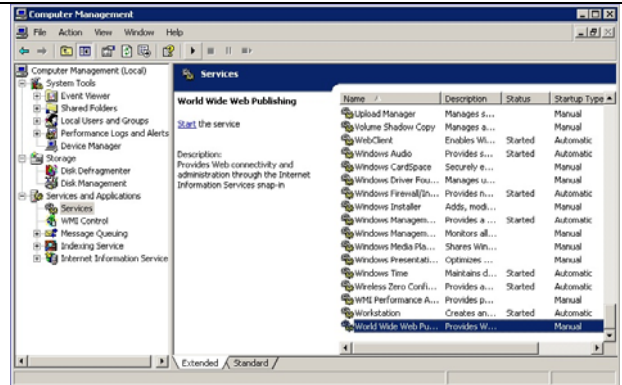 Computer Management
File Action View Window Help
Computer Management (Local)
System Tools
Event Viewer
Shared Folders
Local Users and Groups
Performance Logs and Alerts
Device Manager
Storage
Disk Defragmenter
Disk Management
Services and Applications
Services
WMI Control
Message Queuing
Indexing Service
Internet Information Service
Services
World Wide Web Publishing
Start the service
Description:
Provides Web connectivity and
administration through the Internet
Information Services snap-in
Name Description Status Startup Type
Upload Manager Manages s... Manual
Volume Shadow Copy Manages a... Manual
WebClient Enables Wi... Started Automatic
Windows Audio Provides s... Started Automatic
Windows CardSpace Securely e... Manual
Windows Driver Fou... Manages u... Manual
Windows Firewall/In... Provides n... Started Automatic
Windows Installer Adds, modi... Manual
Windows Managem... Provides a ... Started Automatic
Windows Managem... Monitors all... Manual
Windows Media Pla... Shares Win... Manual
Windows Presentati... Optimizes ... Manual
Windows Time Maintains d... Started Automatic
Wireless Zero Confi... Provides a... Started Automatic
WMI Performance A... Provides p... Manual
Workstation Creates an... Started Automatic
World Wide Web Pu... Provides W... Manual
Extended Standard